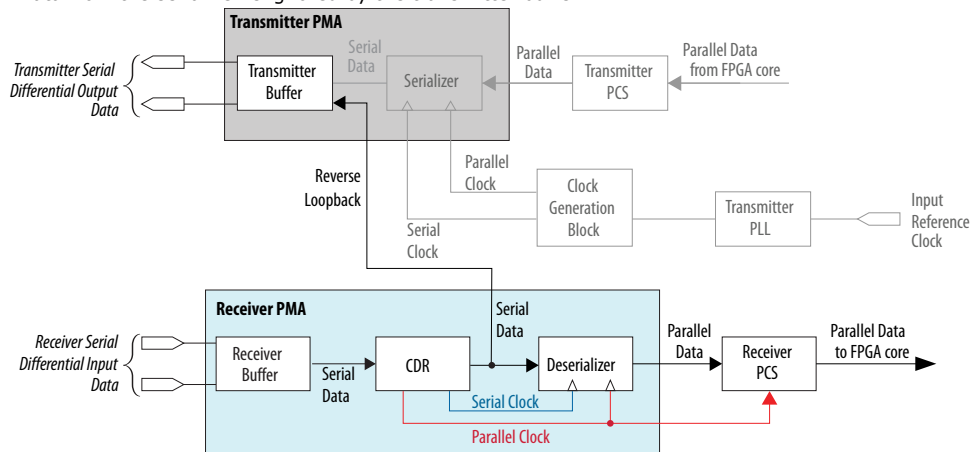 Transmitter PMA
Transmitter Serial
Differential Output
Data
Transmitter
Buffer
Serial
Data
Serializer
Parallel
Data
Transmitter
PCS
Parallel Data
from FPGA core
Reverse
Loopback
Parallel
Clock
Serial
Clock
Clock
Generation
Block
Transmitter
PLL
Input
Reference
Clock
Receiver PMA
Receiver Serial
Differential Input
Data
Receiver
Buffer
Serial
Data
CDR
Serial
Data
Deserializer
Serial Clock
Parallel Clock
Parallel
Data
Receiver
PCS
Parallel Data
to FPGA core